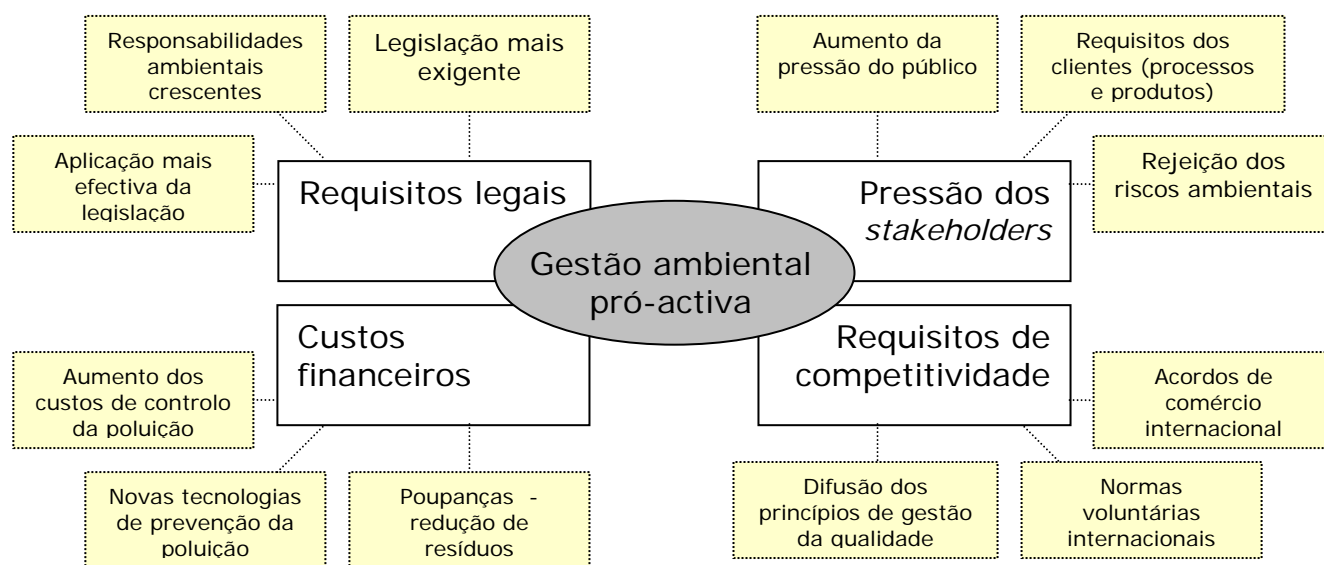 Responsabilidades
ambientais
crescentes
Legislação mais
exigente
Aumento da
pressão do público
Requisitos dos
clientes (processos
e produtos)
Aplicação mais
efectiva da
legislação
Requisitos legais
Pressão dos
stakeholders
Rejeição dos
riscos ambientais
Gestão ambiental
pró-activa
Custos
financeiros
Requisitos de
competitividade
Aumento dos
custos de controlo
da poluição
Acordos de
comércio
internacional
Novas tecnologias
de prevenção da
poluição
Poupanças -
redução de
resíduos
Difusão dos
princípios de gestão
da qualidade
Normas
voluntárias
internacionais